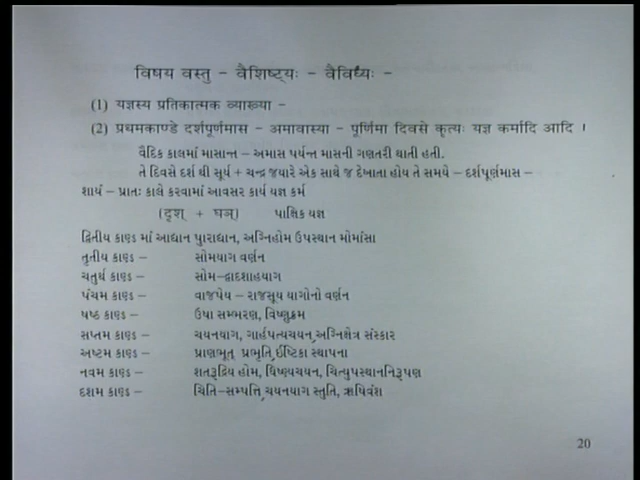 विषय वस्तु – वैशिष्ट्यः – वैविर्ध्यः –
(1) यज्ञस्य प्रतिकात्मक व्याख्या –
(2) प्रथमकाण्डे दर्शपूर्णमास – अमावास्या – पूर्णिमा दिवसे कृत्यः यज्ञ कर्मादि आदि ।
વૈદિક કાલમાં માસાન્ત – અમાસ પર્યન્ત માસની ગણતરી થાતી હતી.
તે દિવસે દર્શ થી સૂર્ય + ચન્દ્ર જયારે એક સાથે જ દેખાતા હોય તે સમયે – દર્શપૂર્ણમાસ –
શાયં – પ્રાતઃ કાલે કરવામાં આવસર કાર્ય યજ્ઞ કર્મ
(दृश् + घञ्) પાક્ષિક યજ્ઞ
દ્વિતીય કાણ્ડ માં આદ્યાન પુારાદ્યાન, અગ્નિહોમ ઉપસ્થાન મોમાંસા
તૃતીય કાણ્ડ – સોમયાગ વર્ણન
ચતુર્થ કાણ્ડ – સોમ–દ્વાદશાહયાગ
પંચમ કાણ્ડ – વાજપેય – રાજસૂય યાગોનો વર્ણન
ષષ્ઠ કાણ્ડ – ઉષા સમ્ભરણ, વિષ્ણુક્રમ
સપ્તમ કાણ્ડ – ચયનયાગ, ગાર્હપત્યચયન, અગ્નિક્ષેત્ર સંસ્કાર
અષ્ટમ કાણ્ડ – પ્રાણભૂત્ પ્રભૃતિ, ઈષ્ટિકા સ્થાપના
નવમ કાણ્ડ – શતરૂદ્રિય હોમ, ધિષ્ણ્યચયન, ચિત્યુપસ્થાનનિરૂપણ
દશમ કાણ્ડ – ચિતિ–સમ્પત્તિ, ચયનયાગ સ્તુતિ, ઋષિવંશ
20